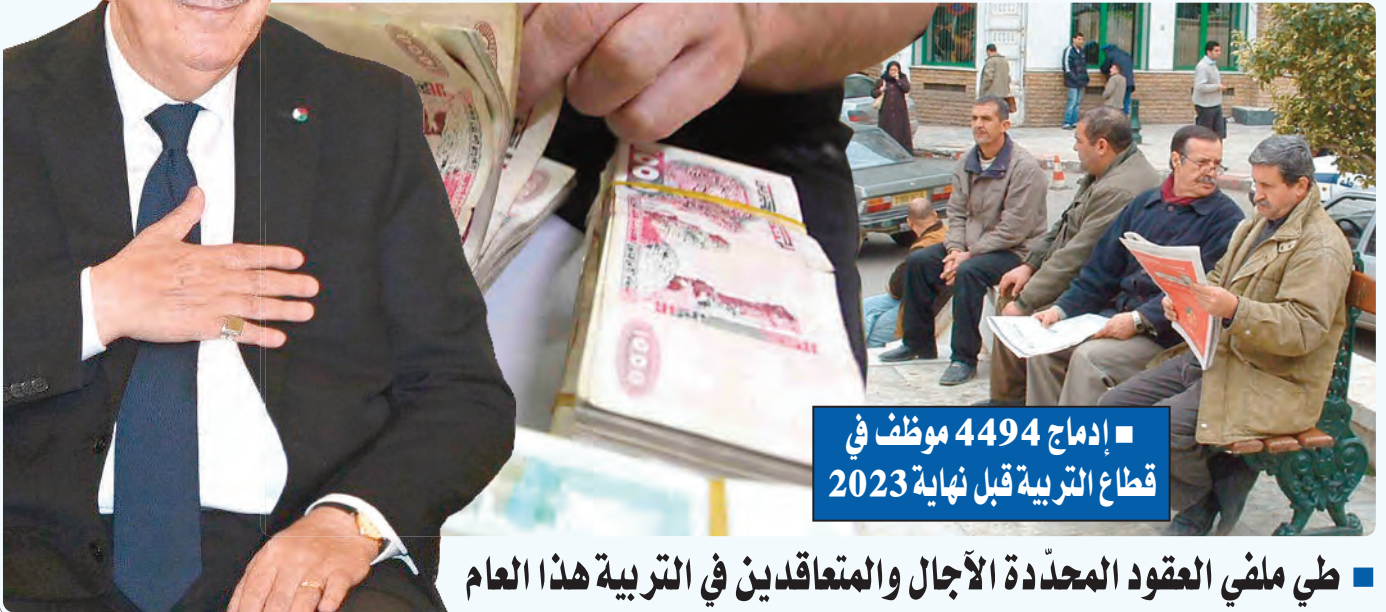 ■ إدماج 4494 موظف في
قطاع التربية قبل نهاية 2023
■ طي ملفي العقود المحدّدة الآجال والمتعاقدين في التربية هذا العام
1000